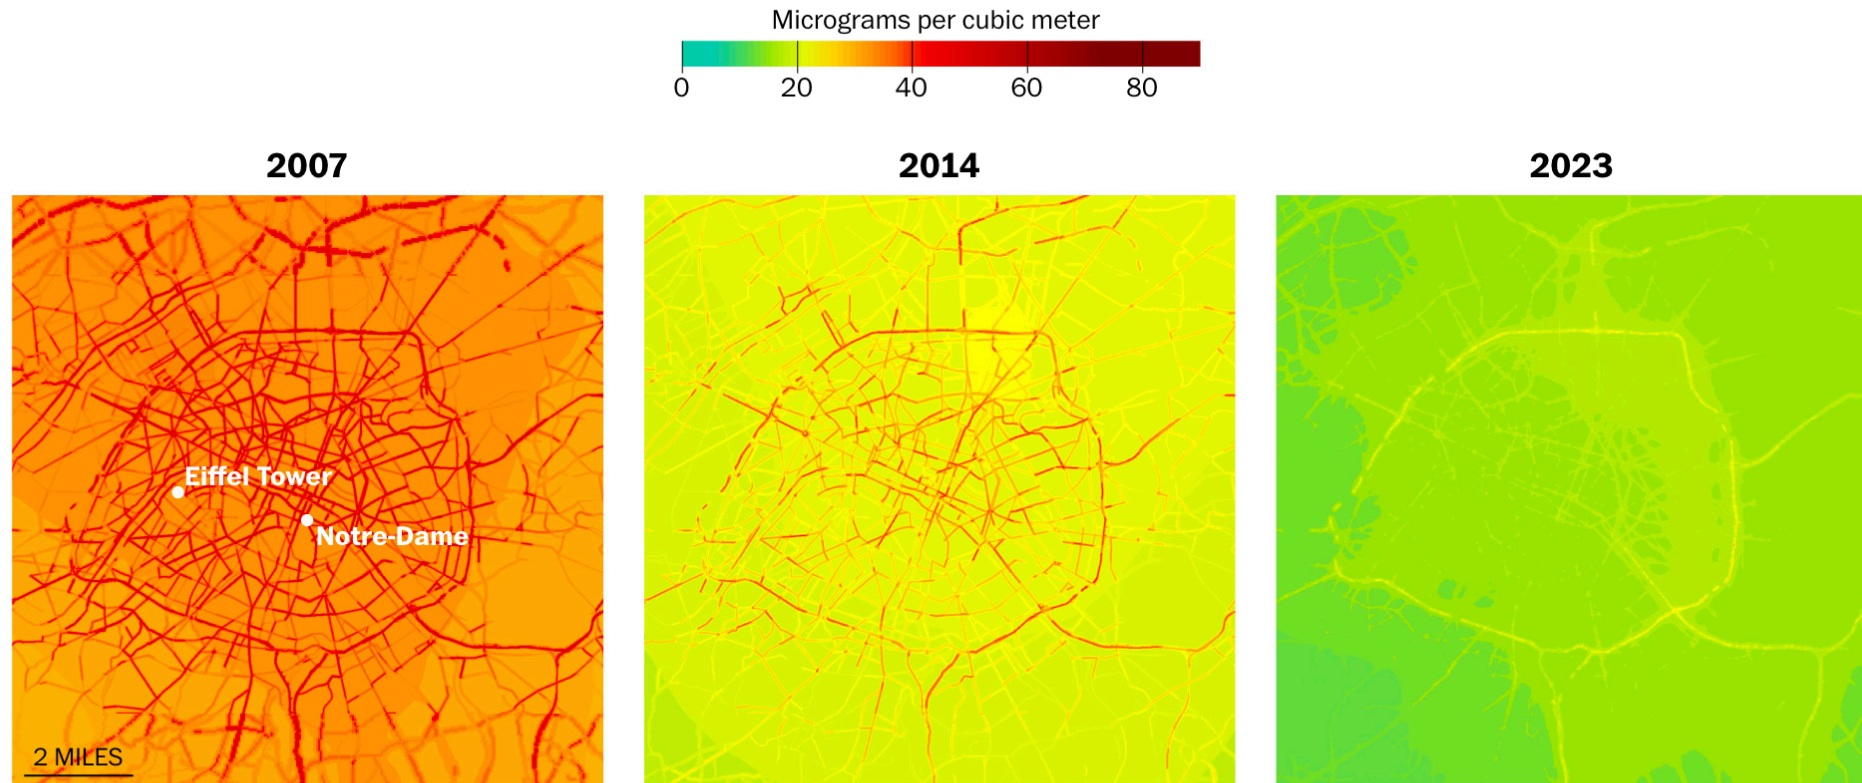 Micrograms per cubic meter
0 20 40 60 80
2007 2014 2023
Eiffel Tower
Notre-Dame
2 MILES